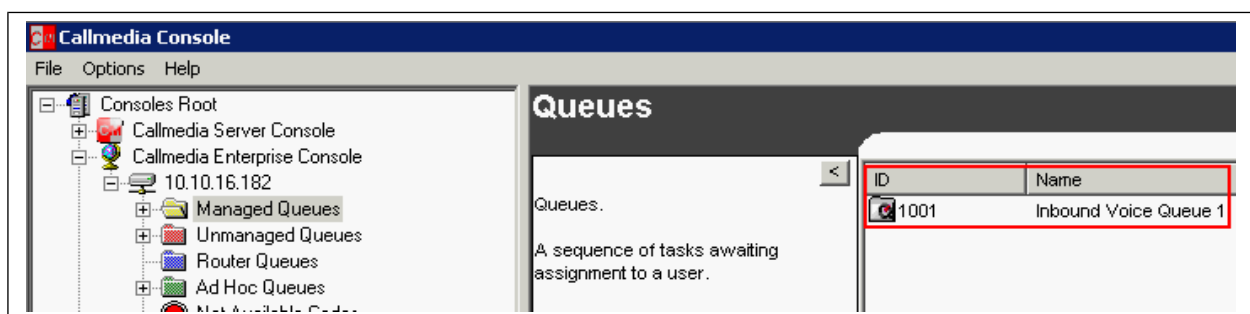 Callmedia Console
File Options Help
Consoles Root
Callmedia Server Console
Callmedia Enterprise Console
10.10.16.182
Managed Queues
Unmanaged Queues
Router Queues
Ad Hoc Queues
Queues
<
Queues.
A sequence of tasks awaiting
assignment to a user.
ID Name
1001 Inbound Voice Queue 1